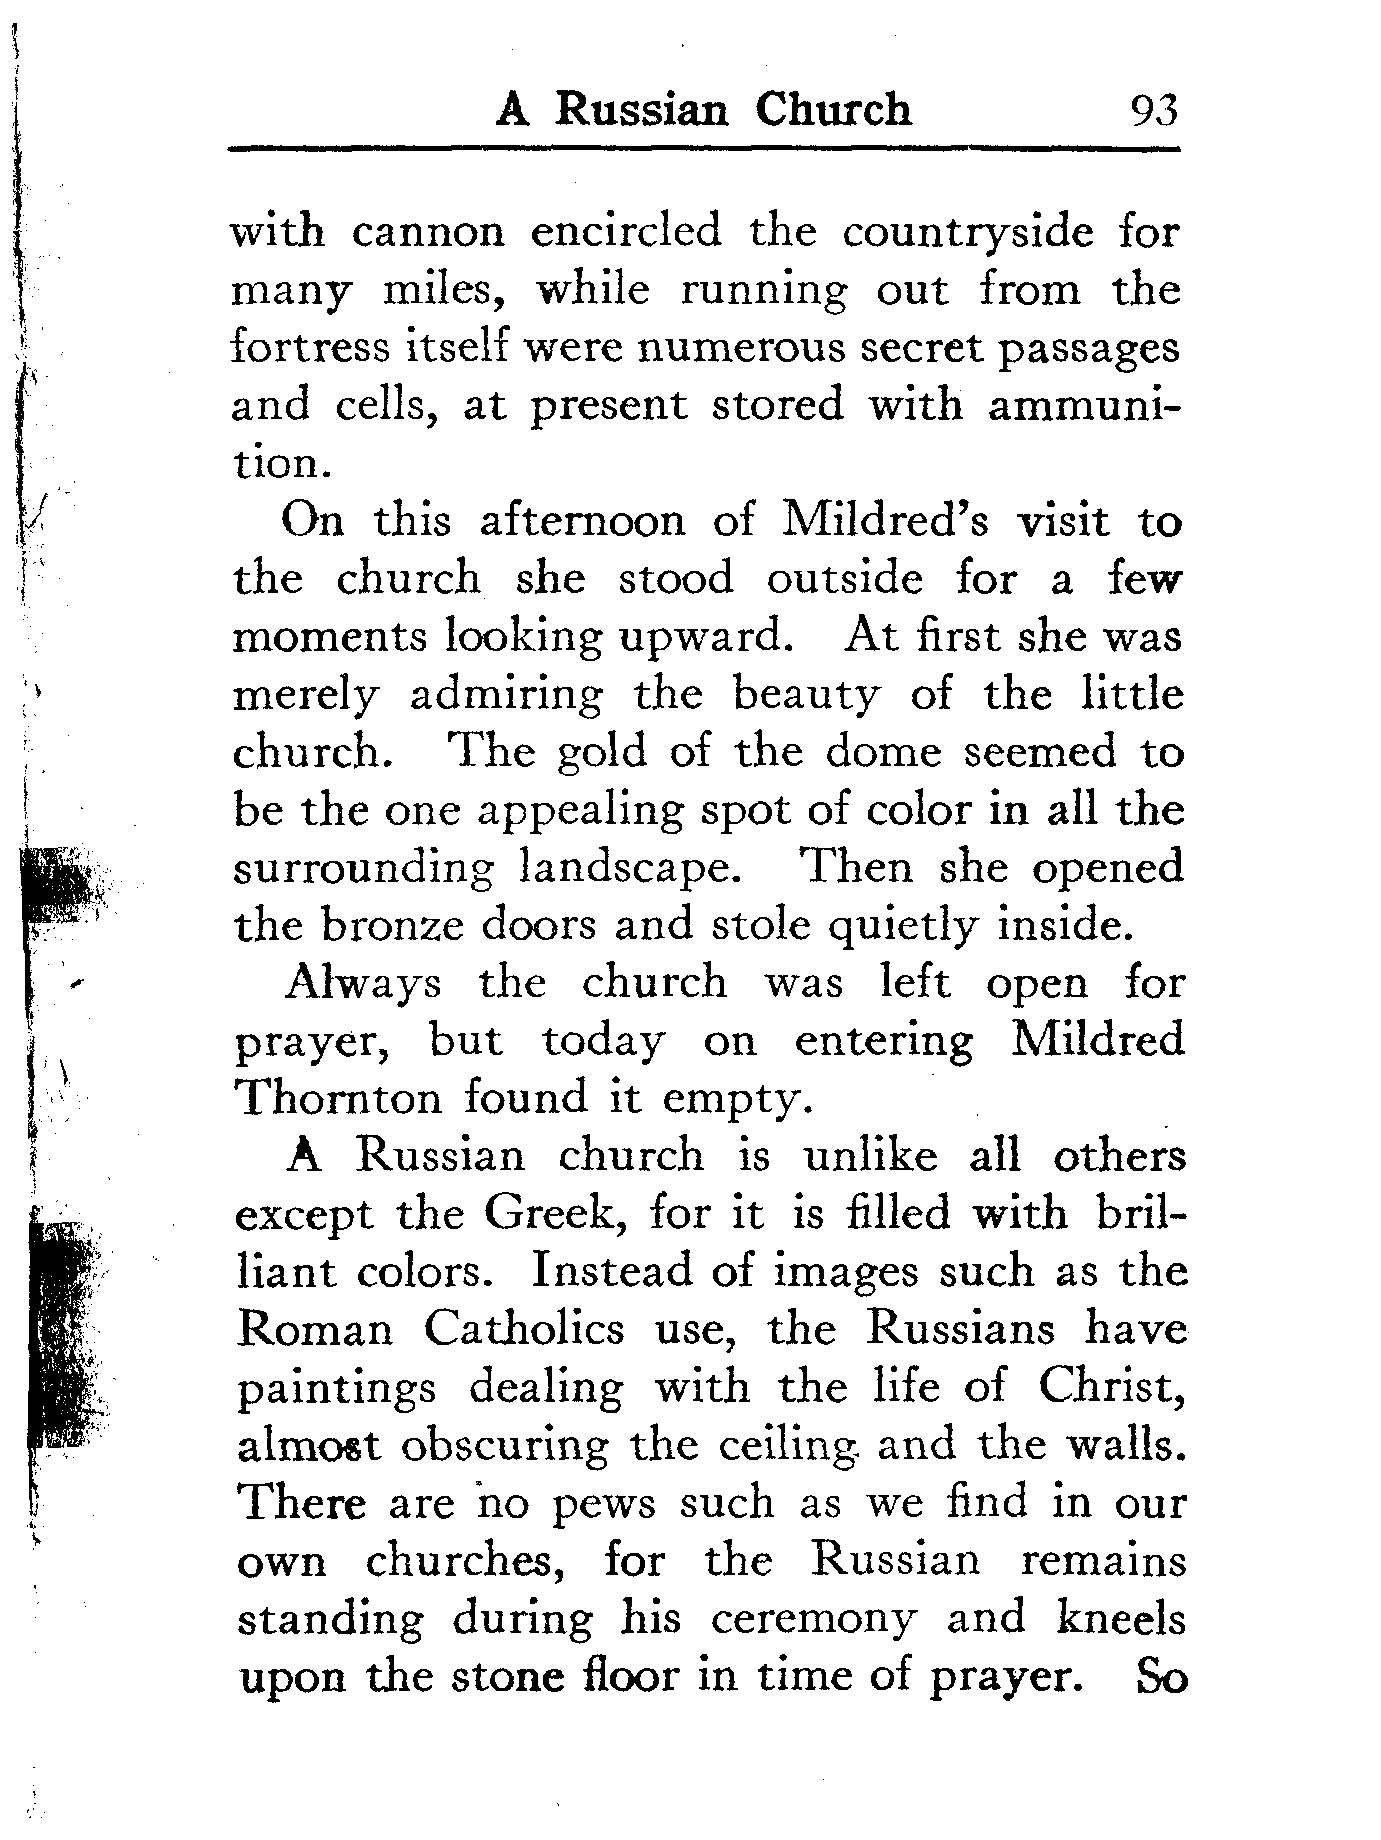 A Russian Church 93
with cannon encircled the countryside for
many miles, while running out from the
fortress itself were numerous secret passages
and cells, at present stored with ammuni-
tion.
On this afternoon of Mildred's visit to
the church she stood outside for a few
moments looking upward. At first she was
merely admiring the beauty of the little
church. The gold of the dome seemed to
be the one appealing spot of color in all the
surrounding landscape. Then she opened
the bronze doors and stole quietly inside.
Always the church was left open for
prayer, but today on entering Mildred
Thornton found it empty.
A Russian church is unlike all others
except the Greek, for it is filled with bril-
liant colors. Instead of images such as the
Roman Catholics use, the Russians have
paintings dealing with the life of Christ,
almost obscuring the ceiling and the walls.
There are no pews such as we find in our
own churches, for the Russian remains
standing during his ceremony and kneels
upon the stone floor in time of prayer. So